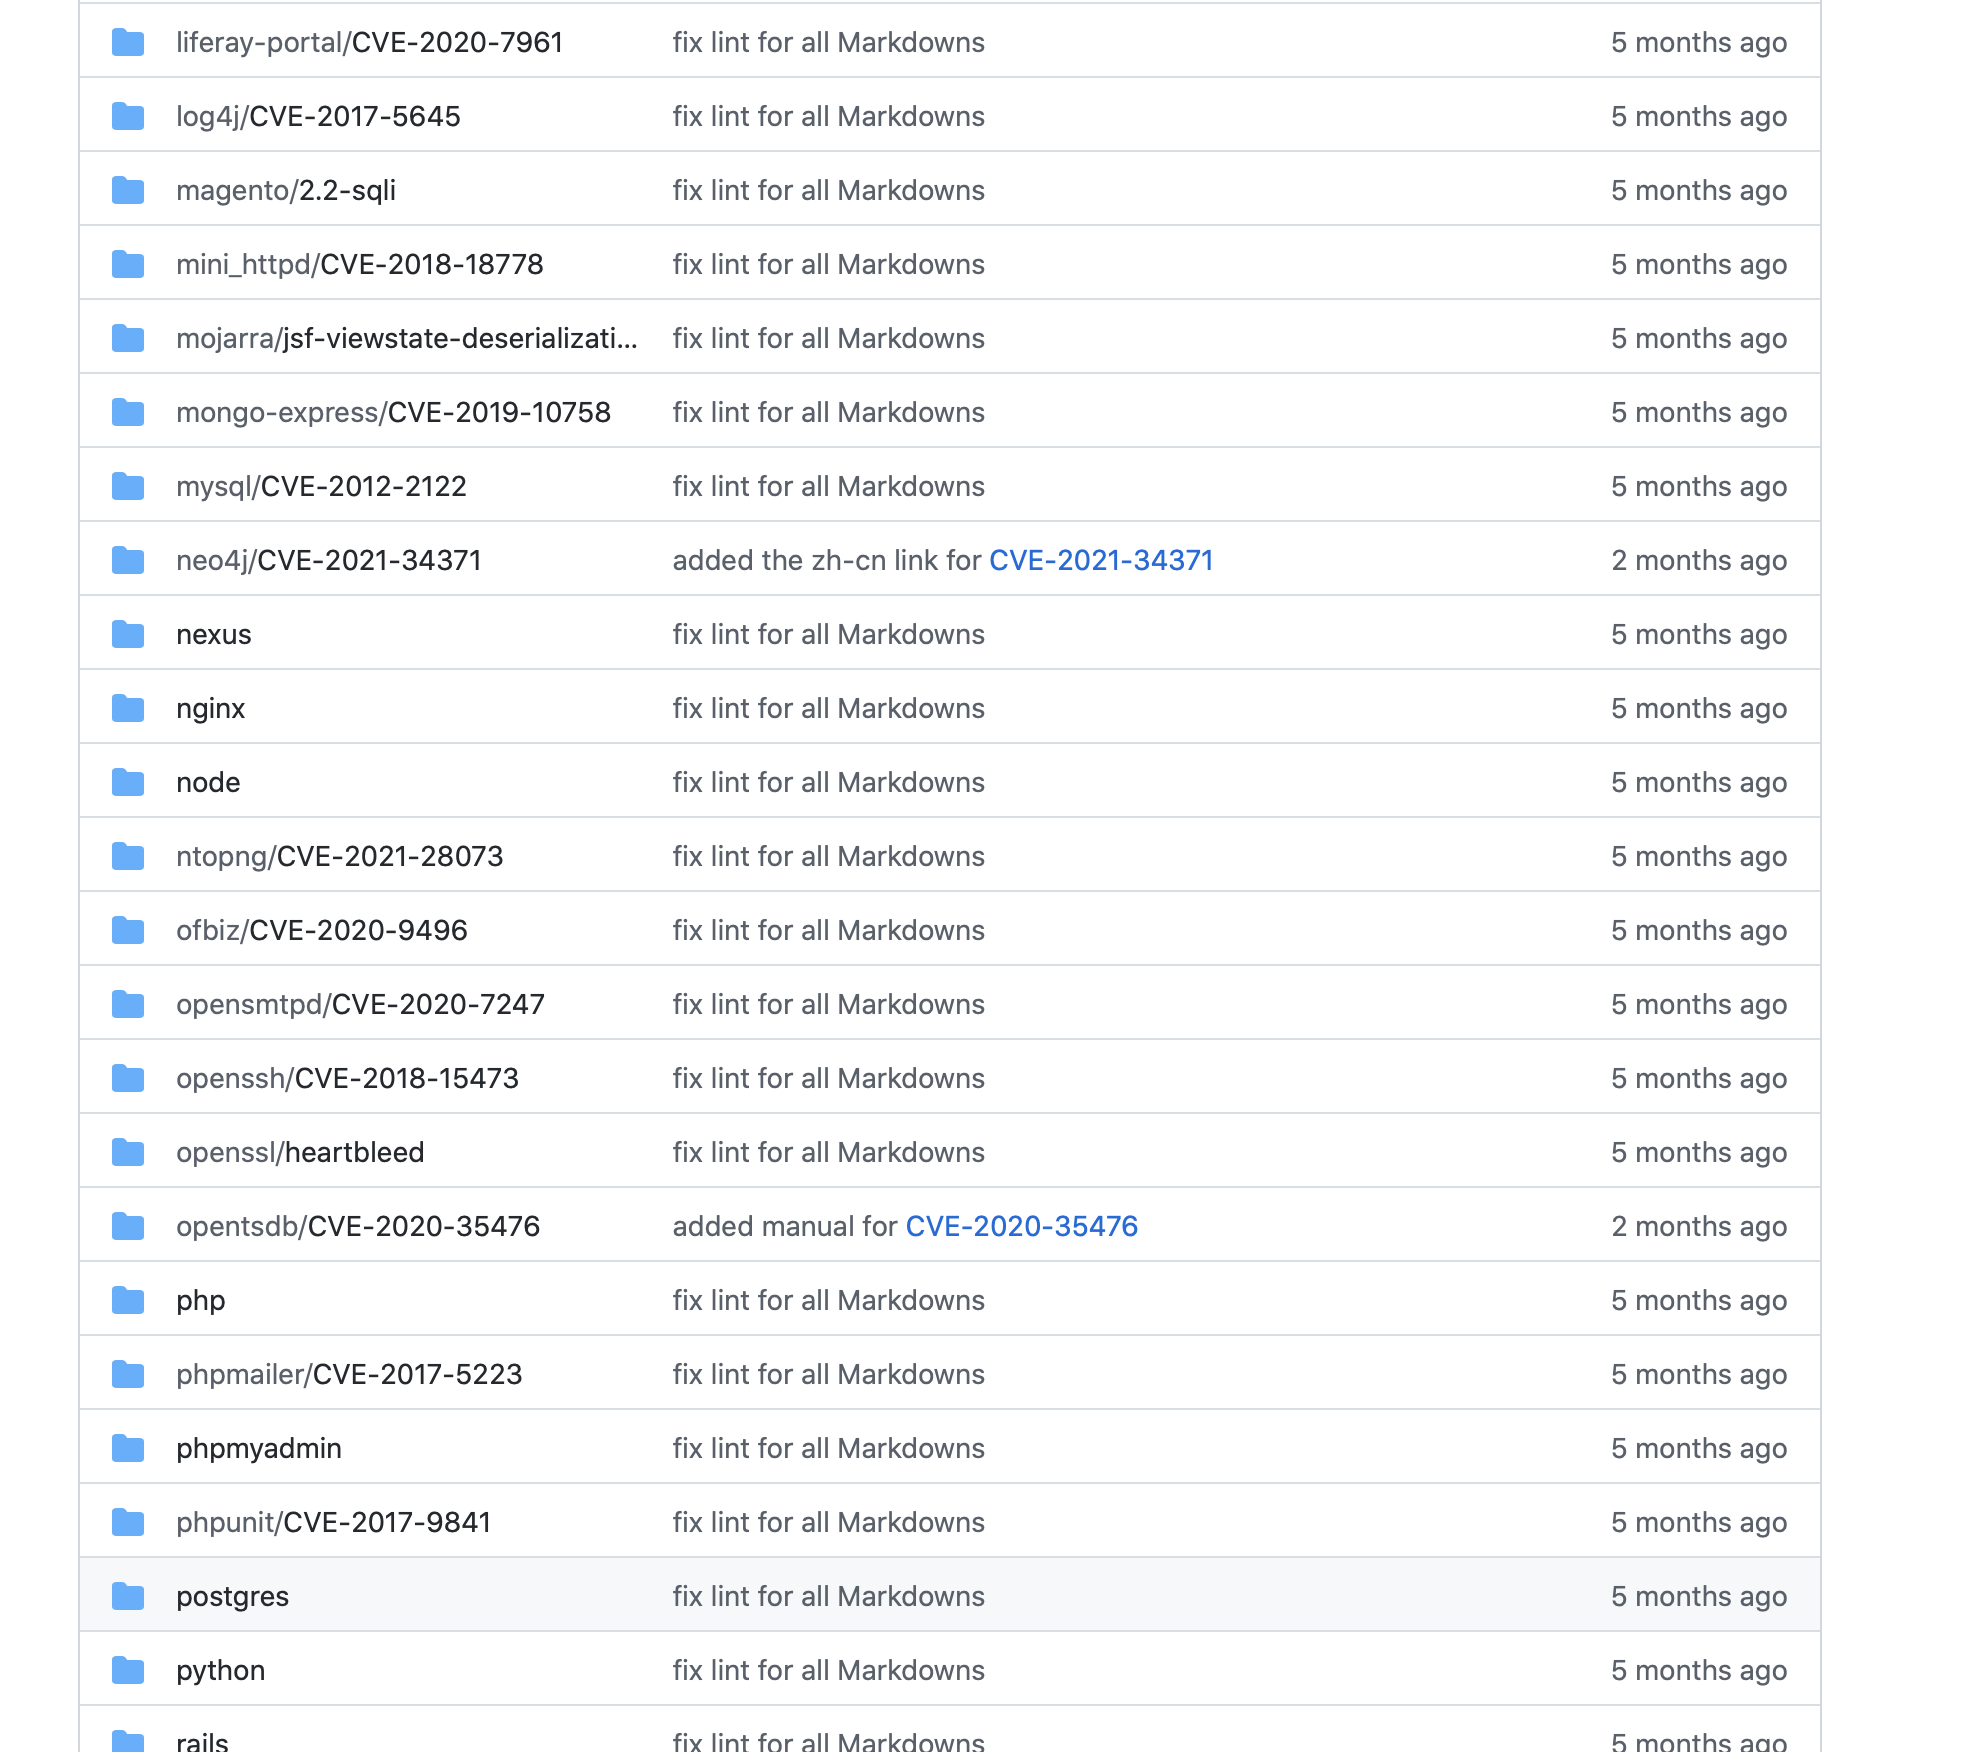 liferay-portal/CVE-2020-7961 fix lint for all Markdowns 5 months ago
log4j/CVE-2017-5645 fix lint for all Markdowns 5 months ago
magento/2.2-sqli fix lint for all Markdowns 5 months ago
mini_httpd/CVE-2018-18778 fix lint for all Markdowns 5 months ago
mojarra/jsf-viewstate-deserializati... fix lint for all Markdowns 5 months ago
mongo-express/CVE-2019-10758 fix lint for all Markdowns 5 months ago
mysql/CVE-2012-2122 fix lint for all Markdowns 5 months ago
neo4j/CVE-2021-34371 added the zh-cn link for CVE-2021-34371 2 months ago
nexus fix lint for all Markdowns 5 months ago
nginx fix lint for all Markdowns 5 months ago
node fix lint for all Markdowns 5 months ago
ntopng/CVE-2021-28073 fix lint for all Markdowns 5 months ago
ofbiz/CVE-2020-9496 fix lint for all Markdowns 5 months ago
opensmtpd/CVE-2020-7247 fix lint for all Markdowns 5 months ago
openssh/CVE-2018-15473 fix lint for all Markdowns 5 months ago
openssl/heartbleed fix lint for all Markdowns 5 months ago
opentsdb/CVE-2020-35476 added manual for CVE-2020-35476 2 months ago
php fix lint for all Markdowns 5 months ago
phpmailer/CVE-2017-5223 fix lint for all Markdowns 5 months ago
phpmyadmin fix lint for all Markdowns 5 months ago
phpunit/CVE-2017-9841 fix lint for all Markdowns 5 months ago
postgres fix lint for all Markdowns 5 months ago
python fix lint for all Markdowns 5 months ago
rails fix lint for all Markdowns 5 months ago